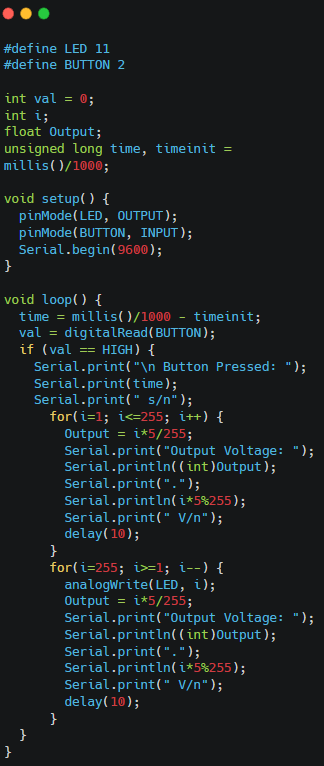 #define LED 11
#define BUTTON 2
int val = 0;
int i;
float Output;
unsigned long time, timeinit =
millis()/1000;
void setup() {
pinMode(LED, OUTPUT);
pinMode(BUTTON, INPUT);
Serial.begin(9600);
}
void loop() {
time = millis()/1000 - timeinit;
val = digitalRead(BUTTON);
if (val == HIGH) {
Serial.print("\n Button Pressed: ");
Serial.print(time);
Serial.print(" s/n");
for(i=1; i<=255; i++) {
Output = i*5/255;
Serial.print("Output Voltage: ");
Serial.println((int)Output);
Serial.print(".");
Serial.println(i*5%255);
Serial.print(" V/n");
delay(10);
}
for(i=255; i>=1; i--) {
analogWrite(LED, i);
Output = i*5/255;
Serial.print("Output Voltage: ");
Serial.println((int)Output);
Serial.print(".");
Serial.println(i*5%255);
Serial.print(" V/n");
delay(10);
}
}
}